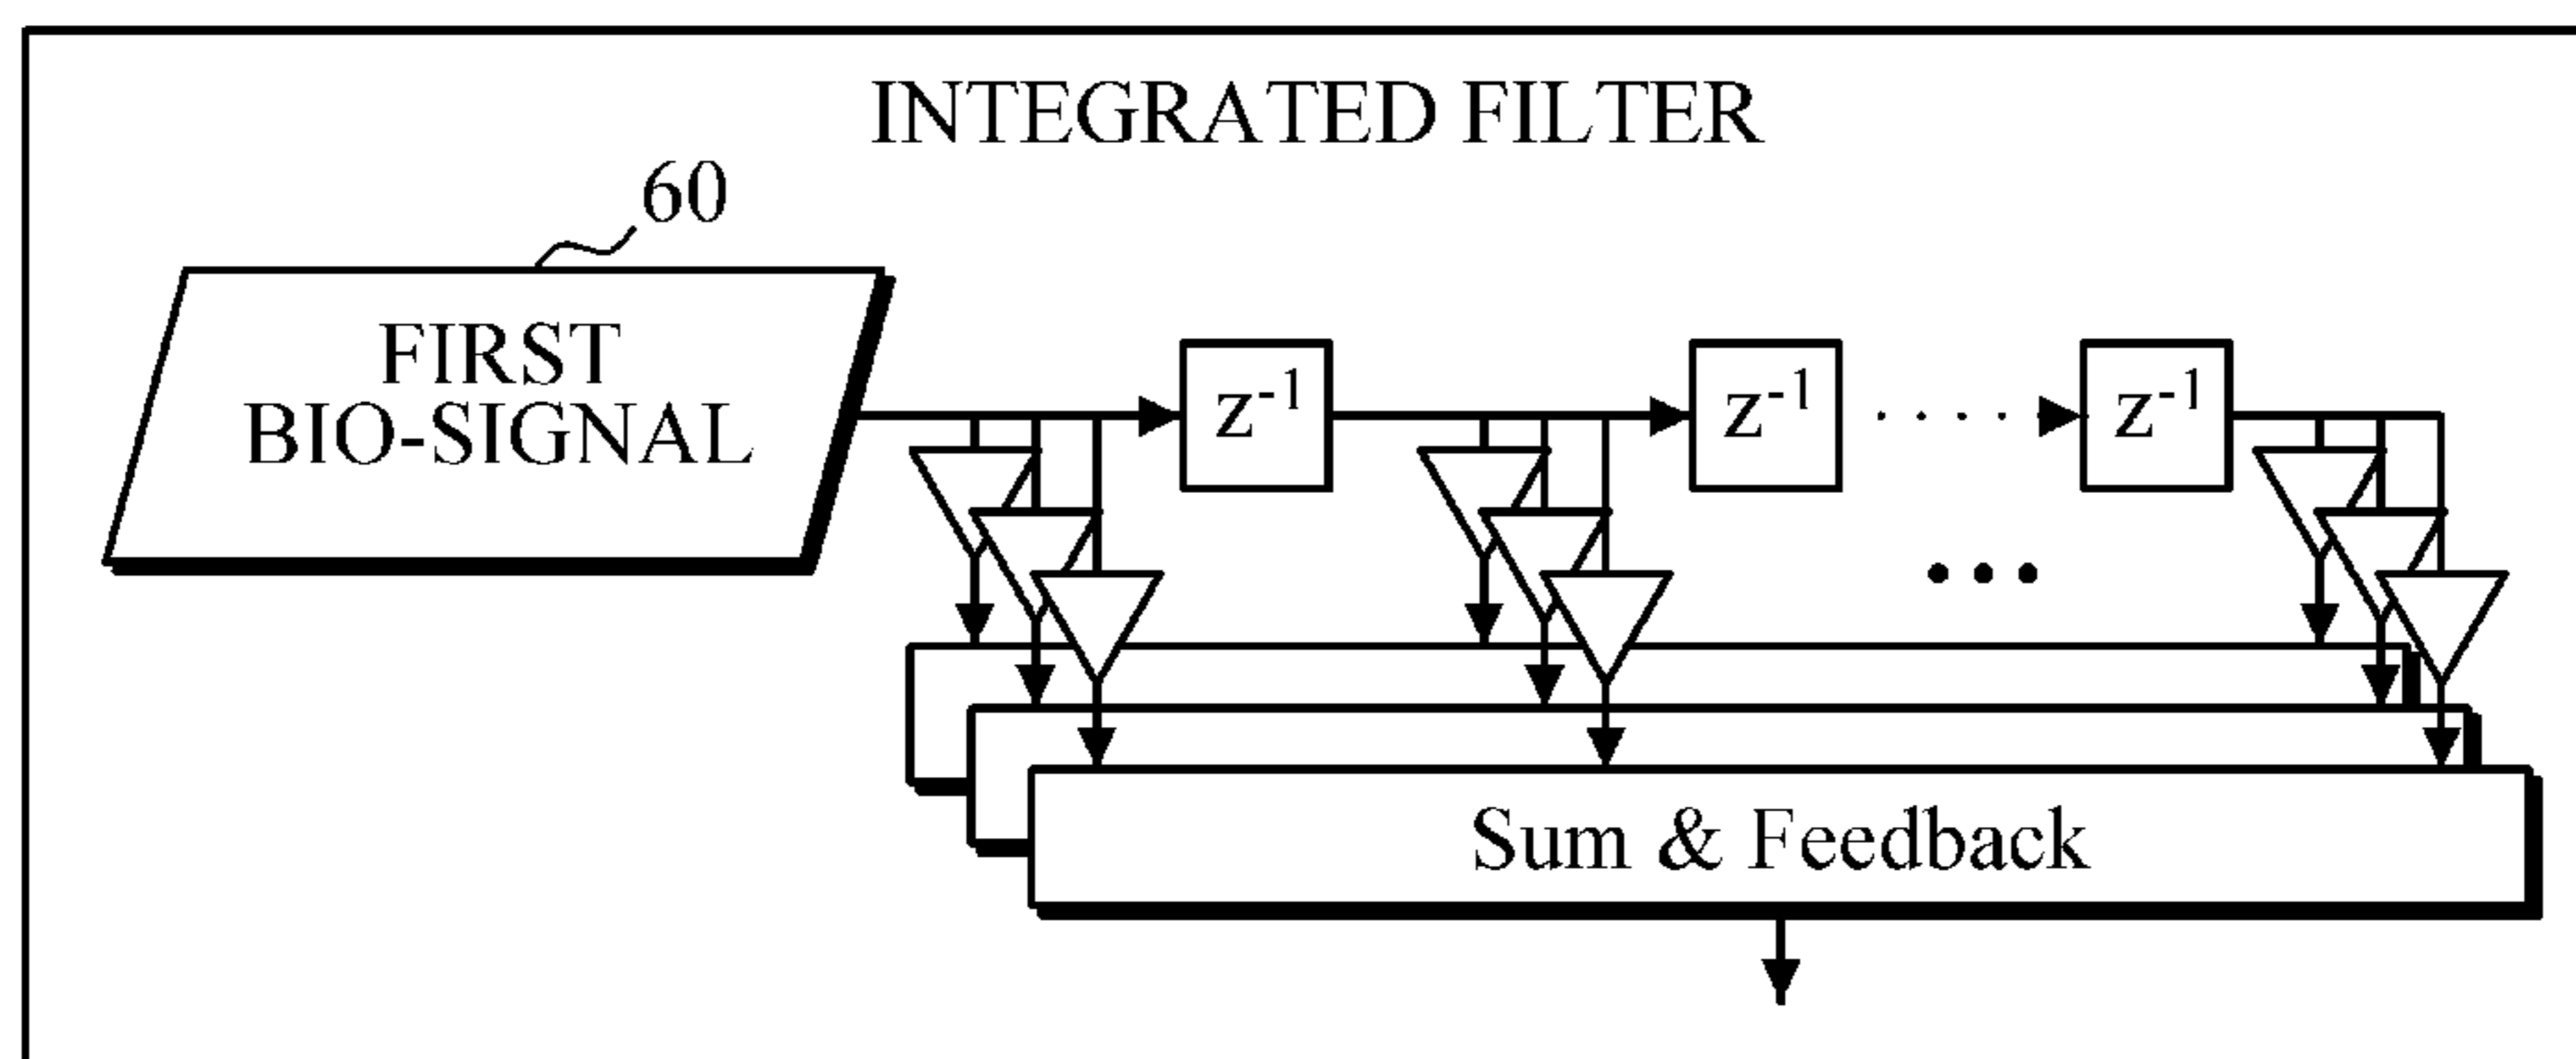 INTEGRATED FILTER
60
FIRST
BIO-SIGNAL
z⁻¹
z⁻¹
z⁻¹
Sum & Feedback